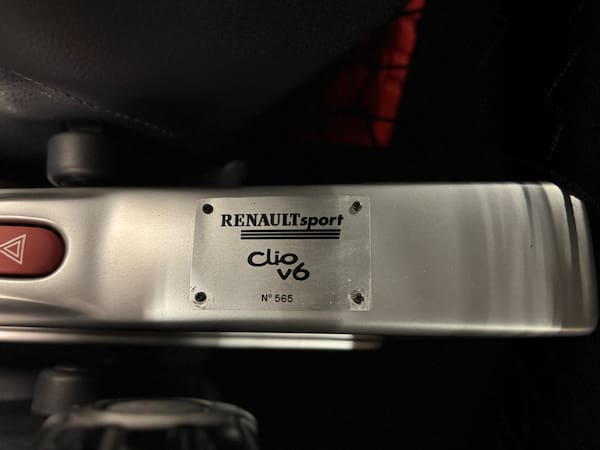 RENAULTsport
Clio
v6
N° 565